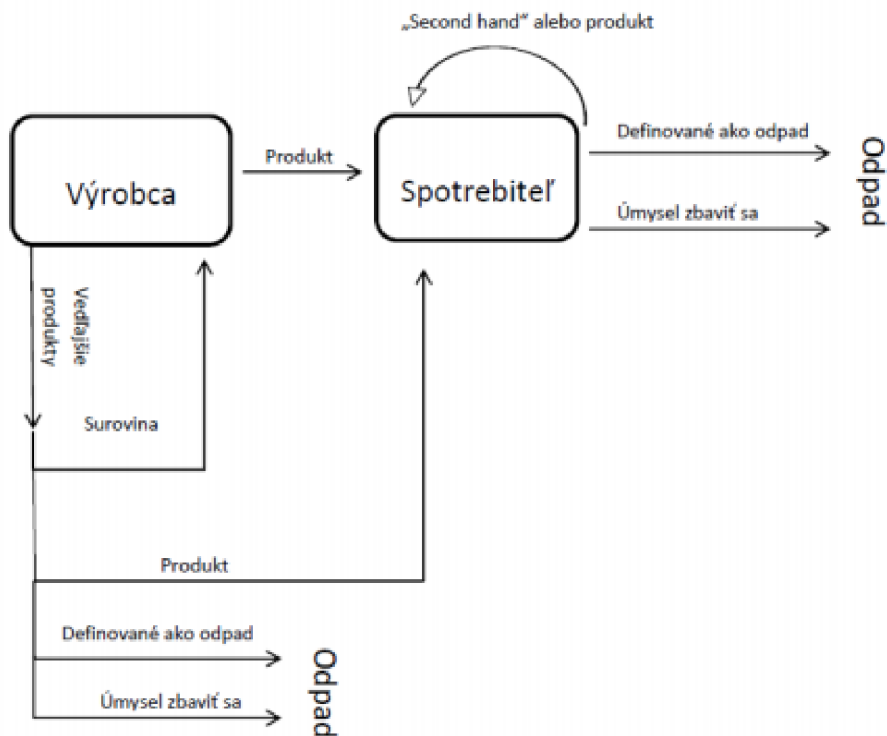 „Second hand“ alebo produkt
Výrobca
Produkt
Spotrebiteľ
Definované ako odpad
Úmysel zbaviť sa
Odpad
Vedľajšie
produkty
Surovina
Produkt
Definované ako odpad
Úmysel zbaviť sa
Odpad